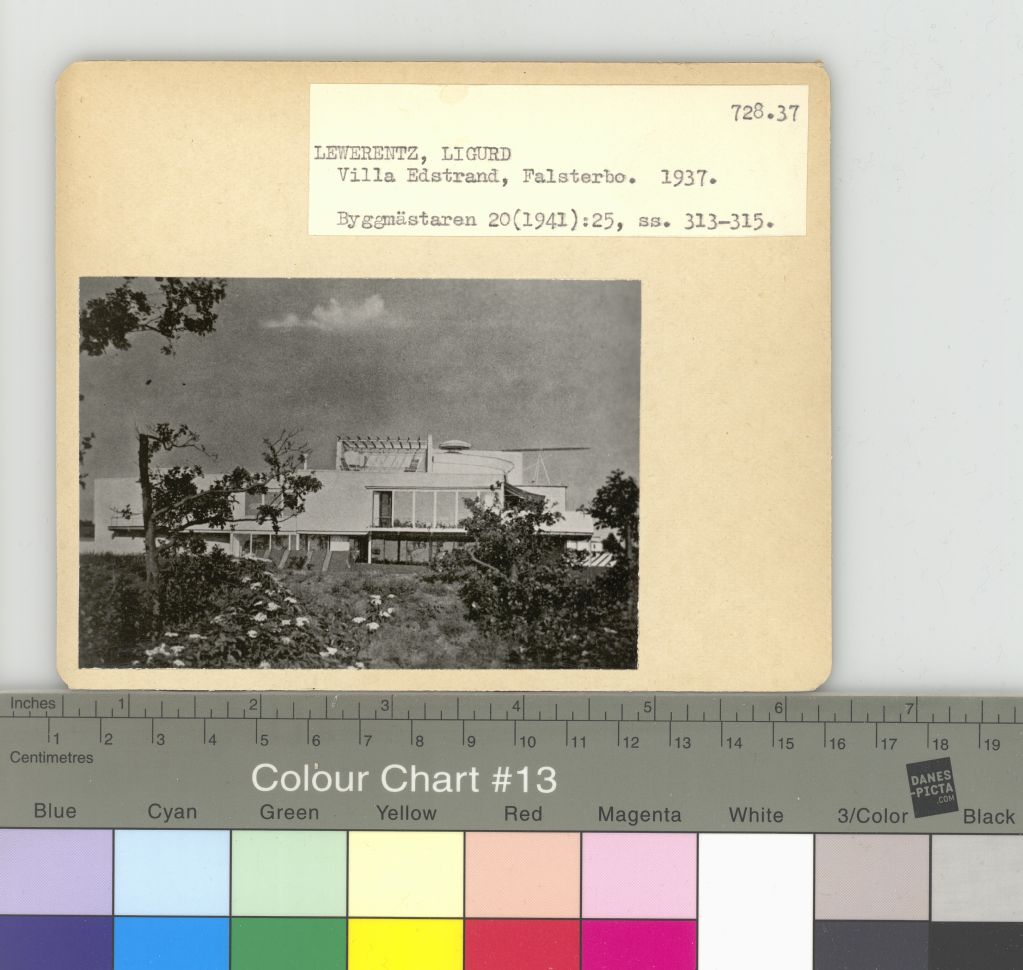 728.37
LEWERENTZ, LIGURD
Villa Edstrand, Falsterbo. 1937.
Byggmästaren 20(1941):25, ss. 313-315.
Inches 1 2 3 4 5 6 7
1 2 3 4 5 6 7 8 9 10 11 12 13 14 15 16 17 18 19
Centimetres
Colour Chart #13
DANES
-PICTA
.COM
Blue Cyan Green Yellow Red Magenta White 3/Color Black